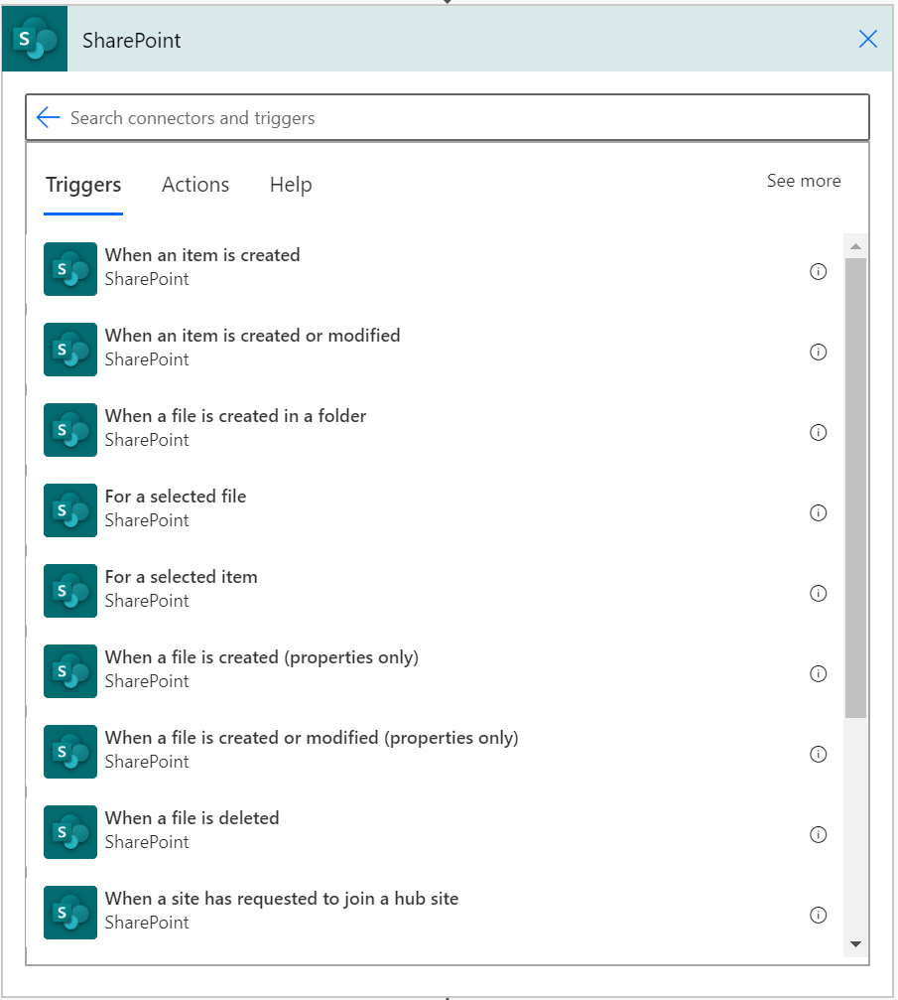 S SharePoint
Search connectors and triggers
Triggers Actions Help See more
S When an item is created
SharePoint
S When an item is created or modified
SharePoint
S When a file is created in a folder
SharePoint
S For a selected file
SharePoint
S For a selected item
SharePoint
S When a file is created (properties only)
SharePoint
S When a file is created or modified (properties only)
SharePoint
S When a file is deleted
SharePoint
S When a site has requested to join a hub site
SharePoint